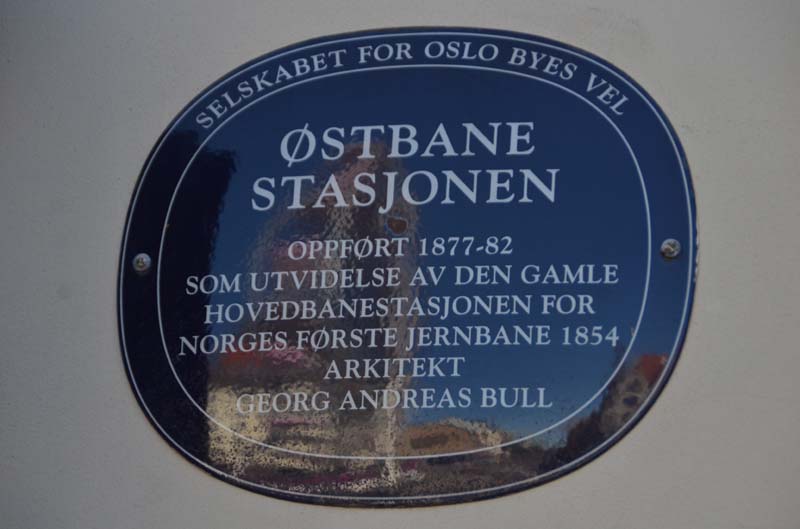 SELSKABET FOR OSLO BYES VEL
ØSTBANE
STASJONEN
OPPFØRT 1877-82
SOM UTVIDELSE AV DEN GAMLE
HOVEDBANESTASJONEN FOR
NORGES FØRSTE JERNBANE 1854
ARKITEKT
GEORG ANDREAS BULL